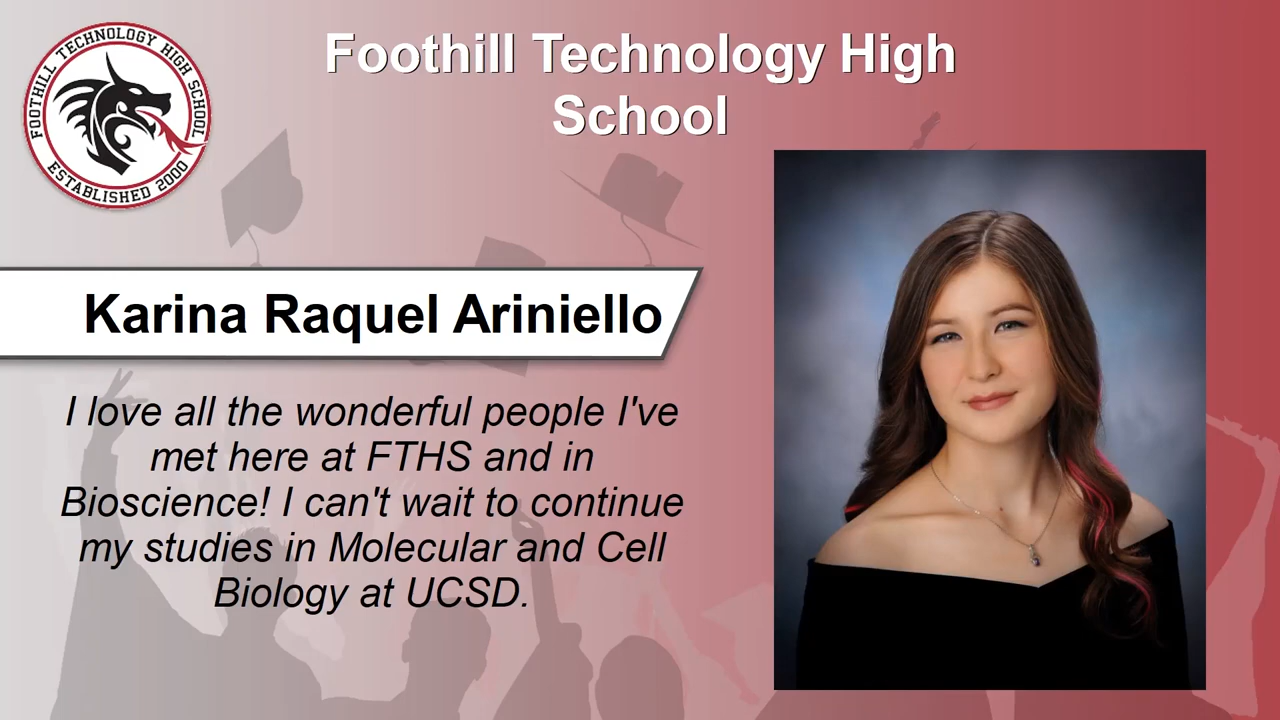 FOOTHILL TECHNOLOGY HIGH SCHOOL
ESTABLISHED 2000
Foothill Technology High
School
Karina Raquel Ariniello
I love all the wonderful people I've
met here at FTHS and in
Bioscience! I can't wait to continue
my studies in Molecular and Cell
Biology at UCSD.